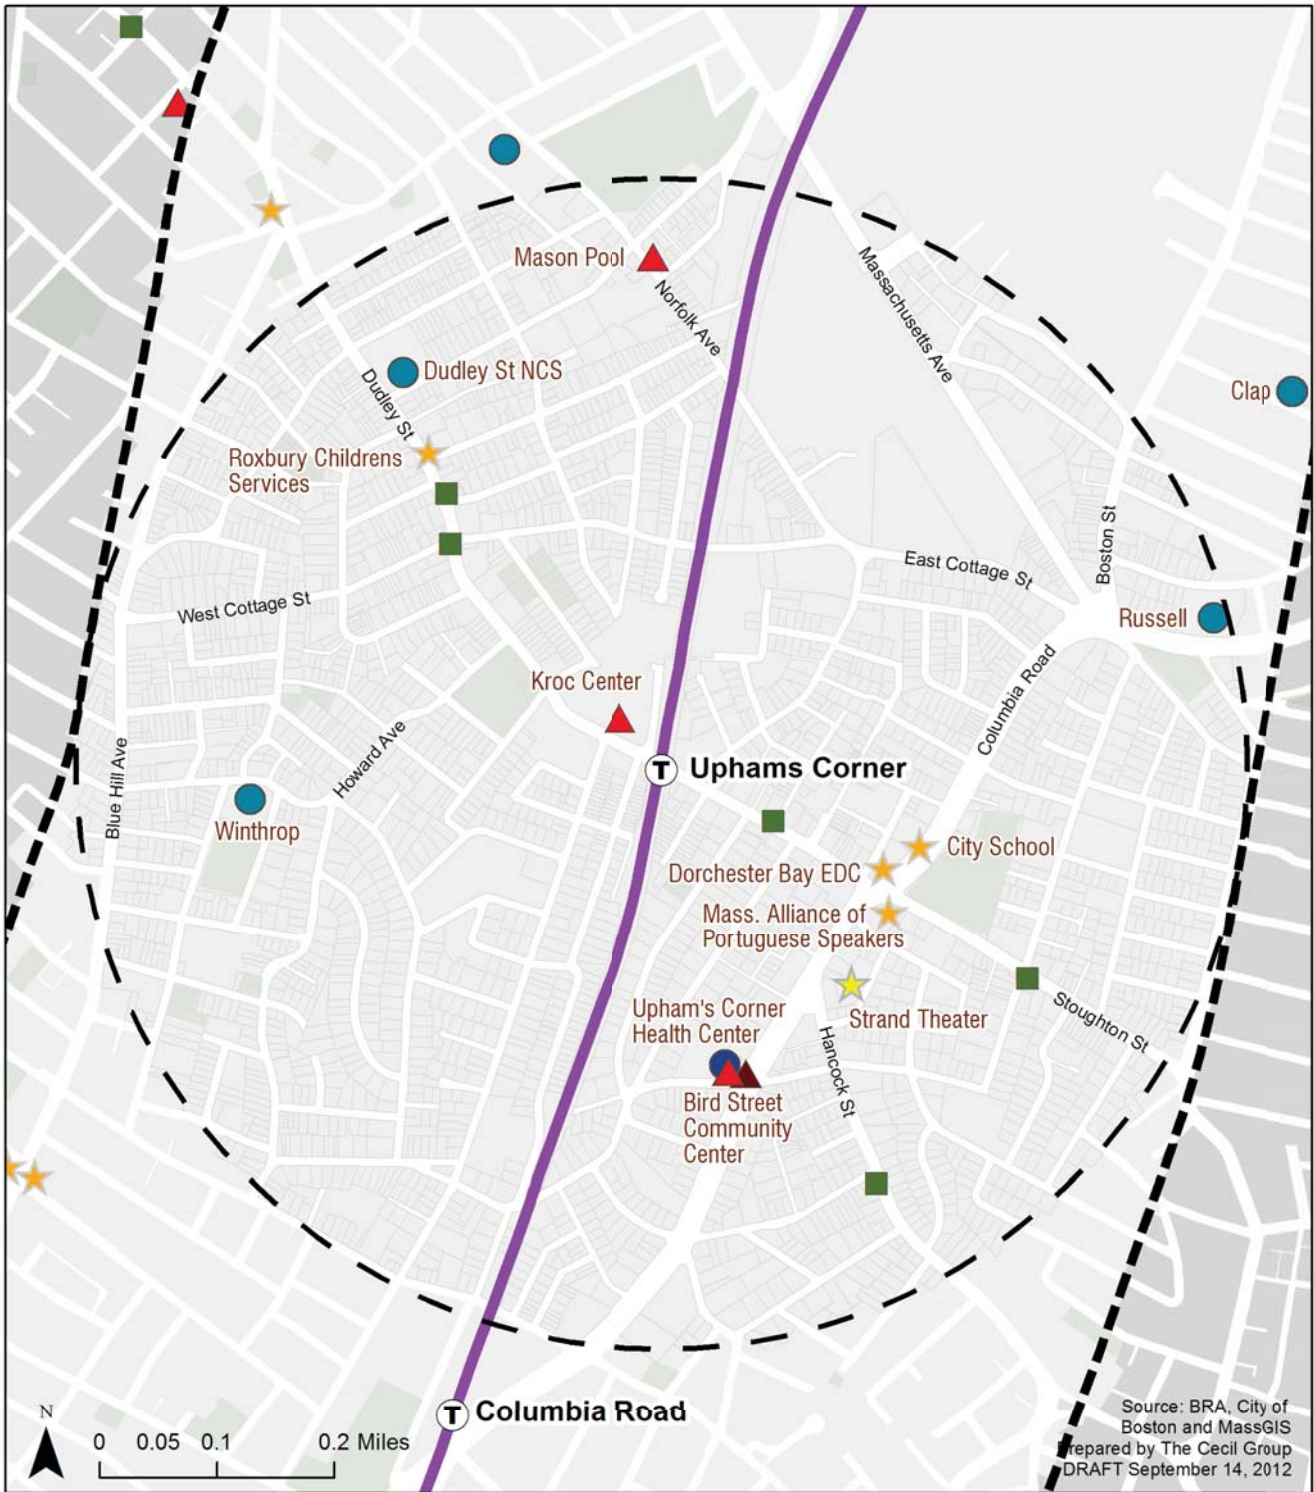 Mason Pool
Norfolk Ave
Massachusetts Ave
Dudley St NCS
Dudley St
Clap
Roxbury Childrens
Services
Boston St
East Cottage St
West Cottage St
Russell
Columbia Road
Kroc Center
Howard Ave
Blue Hill Ave
T
Uphams Corner
Winthrop
City School
Dorchester Bay EDC
Mass. Alliance of
Portuguese Speakers
Strand Theater
Stoughton St
Upham's Corner
Health Center
Hancock St
Bird Street
Community
Center
T
Columbia Road
N
0 0.05 0.1 0.2 Miles
Source: BRA, City of
Boston and MassGIS
Prepared by The Cecil Group
DRAFT September 14, 2012